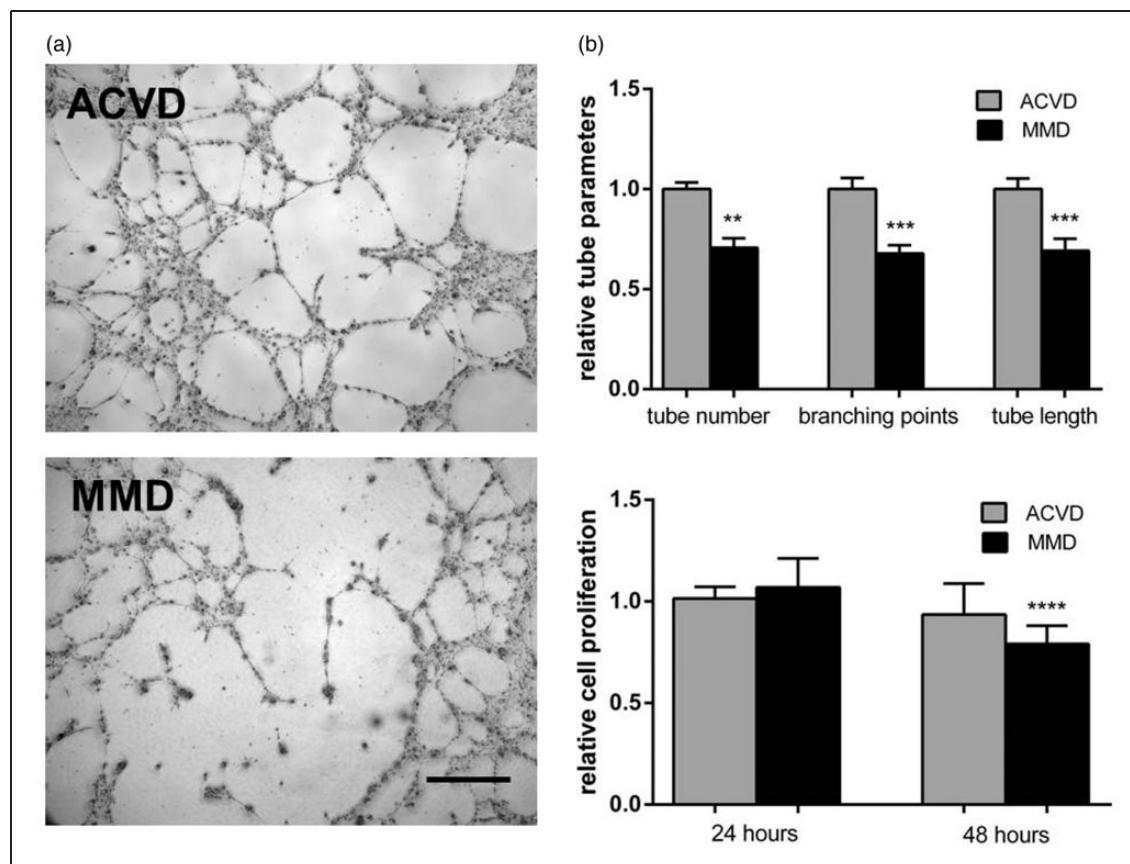 (a)
ACVD
MMD
(b)
1.5
1.0
0.5
0.0
relative tube parameters
ACVD
MMD
**
***
***
tube number
branching points
tube length
1.5
1.0
0.5
0.0
relative cell proliferation
ACVD
MMD
****
24 hours
48 hours